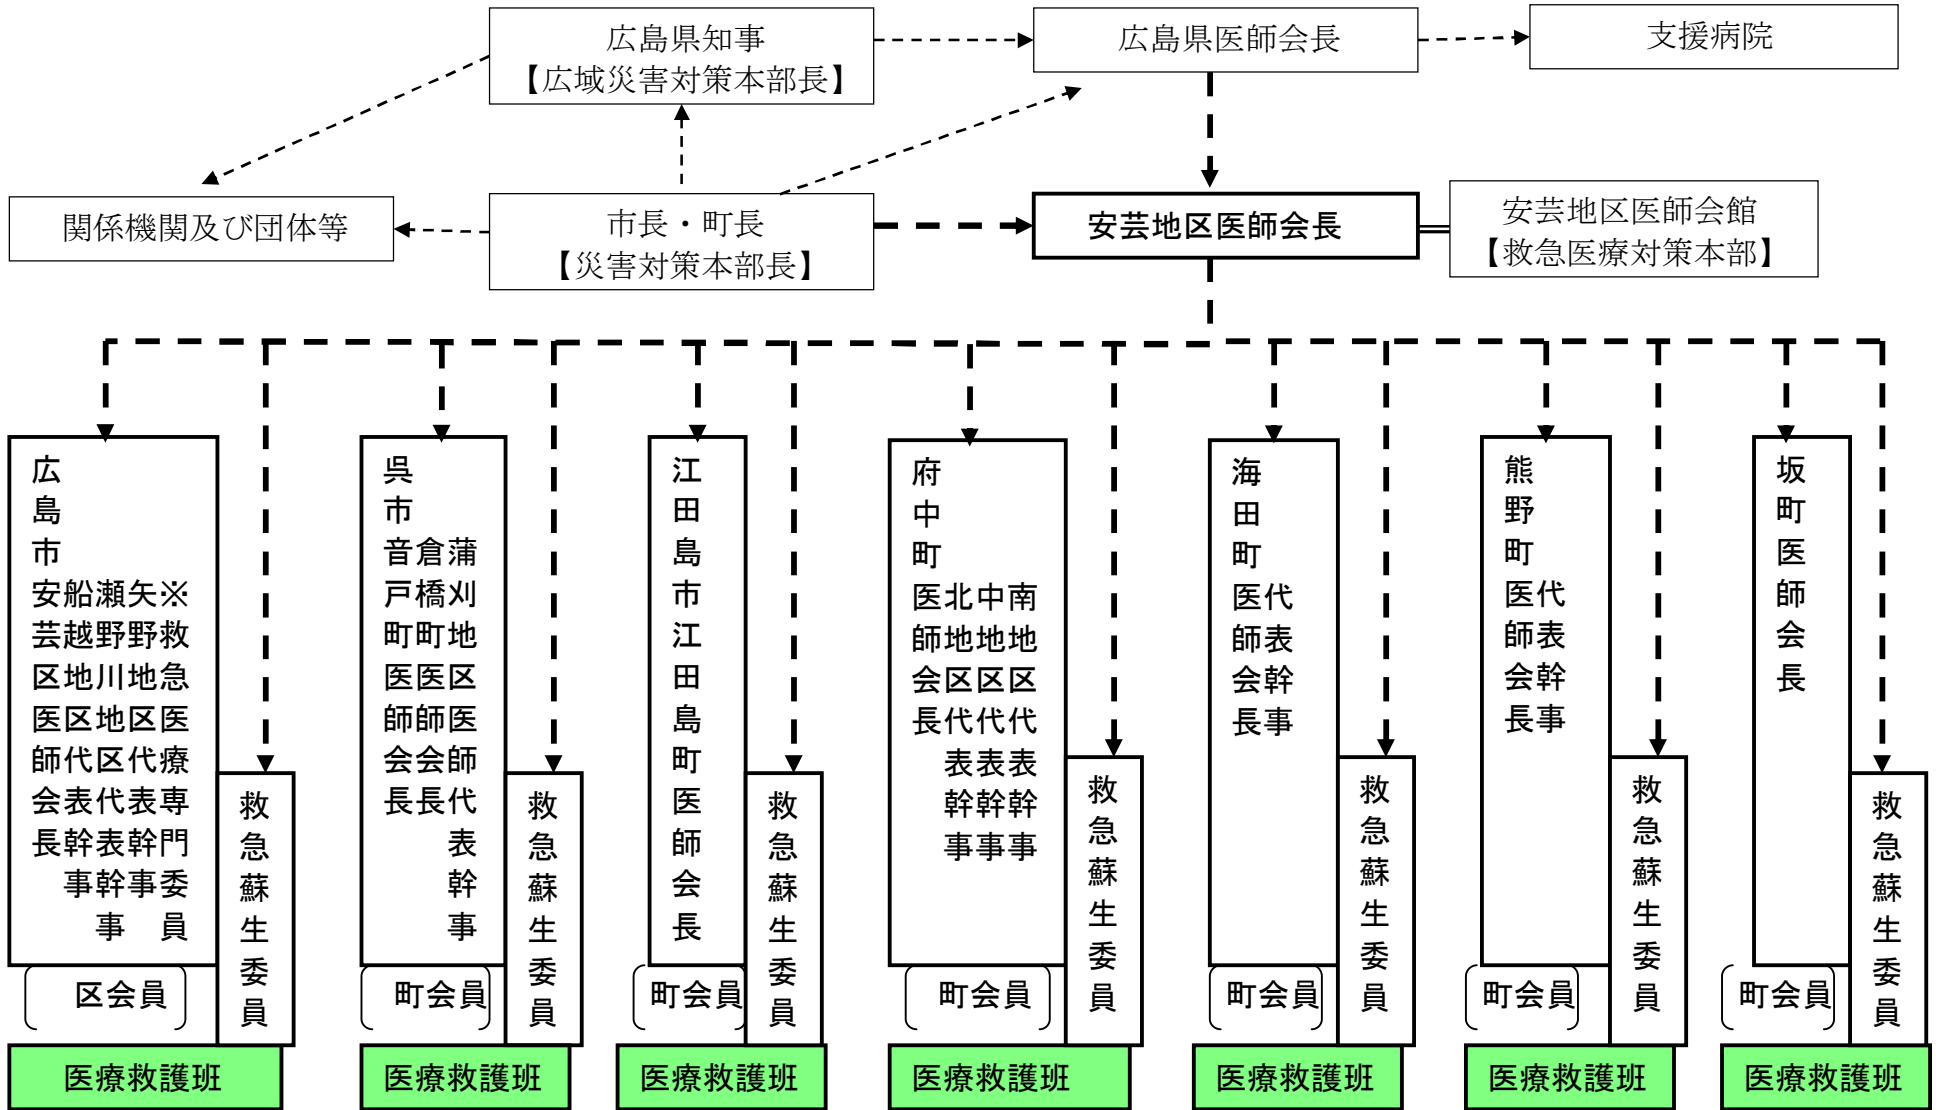 広島県知事
【広域災害対策本部長】
広島県医師会長
支援病院
関係機関及び団体等
市長・町長
【災害対策本部長】
安芸地区医師会長
安芸地区医師会館
【救急医療対策本部】
広島市安芸区医師会長
船越地区代表幹事
瀬野川地区代表幹事
矢野地区代表幹事
※救急医療専門委員
区会員
救急蘇生委員
医療救護班
呉市音戸町医師会長
倉橋町医師会長
蒲刈地区医師代表幹事
町会員
救急蘇生委員
医療救護班
江田島市江田島町医師会長
町会員
救急蘇生委員
医療救護班
府中町医師会長
北地区代表幹事
中地区代表幹事
南地区代表幹事
町会員
救急蘇生委員
医療救護班
海田町医師会長
代表幹事
町会員
救急蘇生委員
医療救護班
熊野町医師会長
代表幹事
町会員
救急蘇生委員
医療救護班
坂町医師会長
町会員
救急蘇生委員
医療救護班